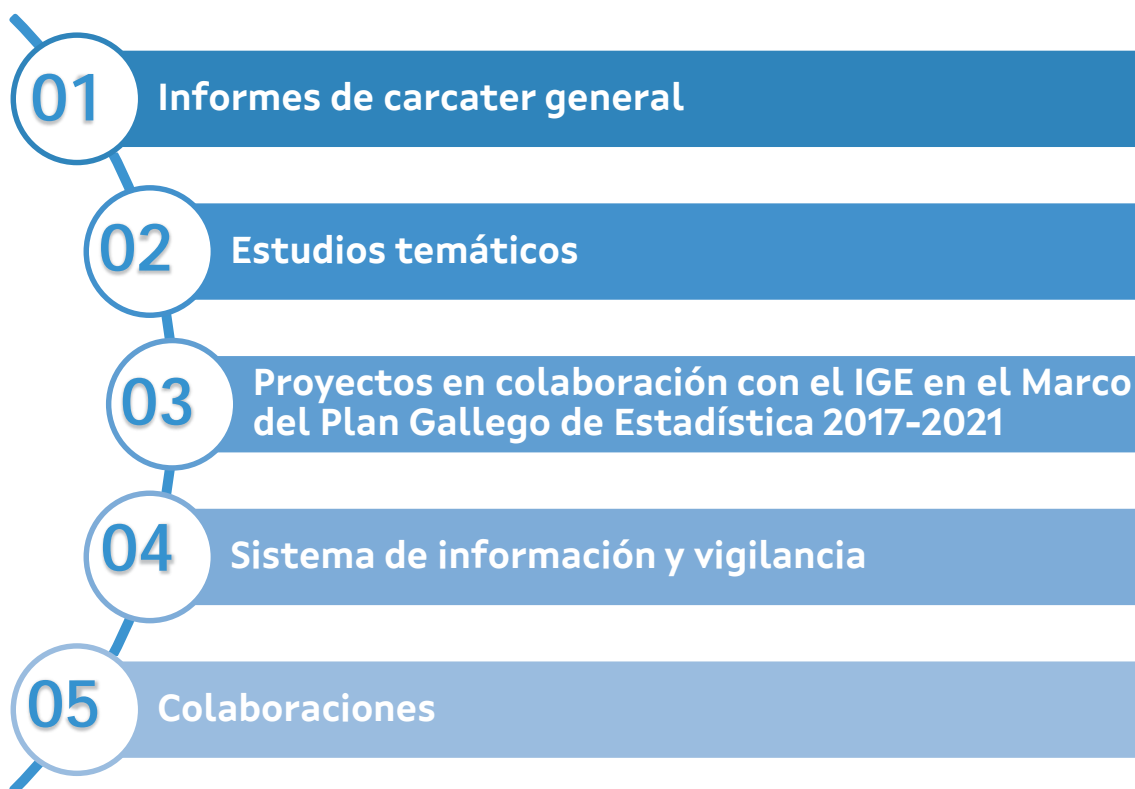 01
Informes de carcater general
02
Estudios temáticos
03
Proyectos en colaboración con el IGE en el Marco
del Plan Gallego de Estadística 2017-2021
04
Sistema de información y vigilancia
05
Colaboraciones